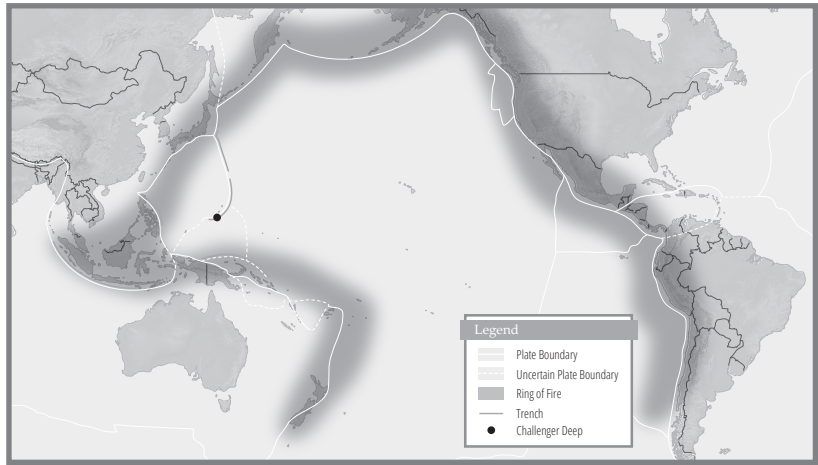 Legend
Plate Boundary
Uncertain Plate Boundary
Ring of Fire
Trench
Challenger Deep